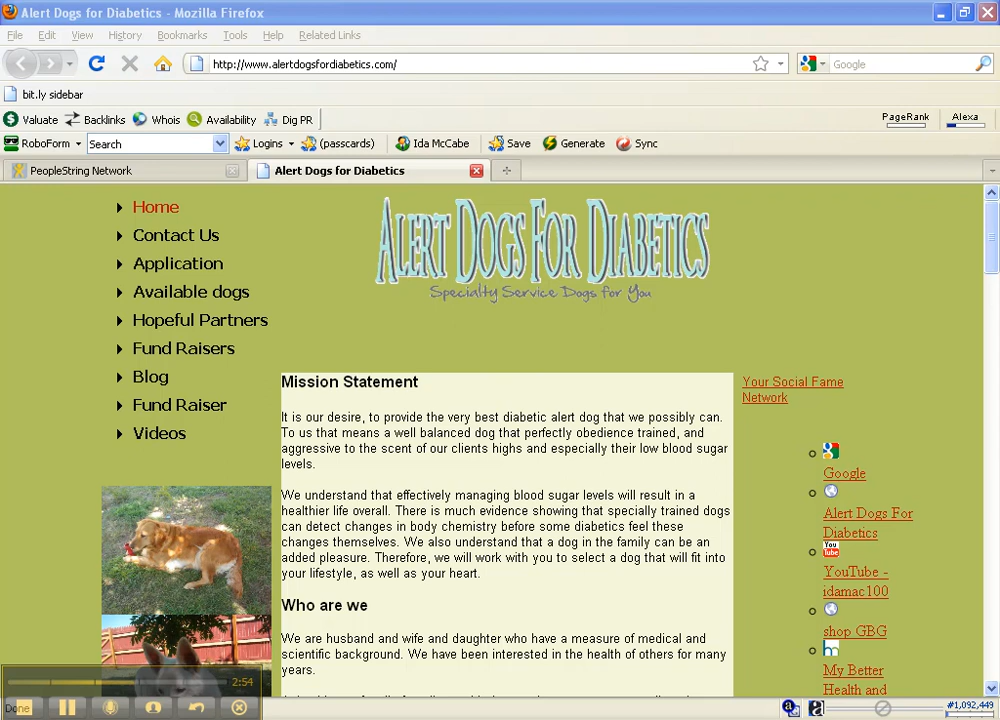 Alert Dogs for Diabetics - Mozilla Firefox
File Edit View History Bookmarks Tools Help Related Links
http://www.alertdogsfordiabetics.com/
Google
bit.ly sidebar
Valuate Backlinks Whois Availability Dig PR
PageRank
Alexa
RoboForm Search Logins (passcards) Ida McCabe Save Generate Sync
PeopleString Network
Alert Dogs for Diabetics
Home
Contact Us
Application
Available dogs
Hopeful Partners
Fund Raisers
Blog
Fund Raiser
Videos
ALERT DOGS FOR DIABETICS
Specialty Service Dogs for You
Mission Statement
It is our desire, to provide the very best diabetic alert dog that we possibly can.
To us that means a well balanced dog that perfectly obedience trained, and
aggressive to the scent of our clients highs and especially their low blood sugar
levels.
We understand that effectively managing blood sugar levels will result in a
healthier life overall. There is much evidence showing that specially trained dogs
can detect changes in body chemistry before some diabetics feel these
changes themselves. We also understand that a dog in the family can be an
added pleasure. Therefore, we will work with you to select a dog that will fit into
your lifestyle, as well as your heart.
Who are we
We are husband and wife and daughter who have a measure of medical and
scientific background. We have been interested in the health of others for many
years.
Your Social Fame
Network
Google
Alert Dogs For
Diabetics
You
Tube
YouTube -
idamac100
shop GBG
My Better
Health and
2:54
Done
#1,092,449